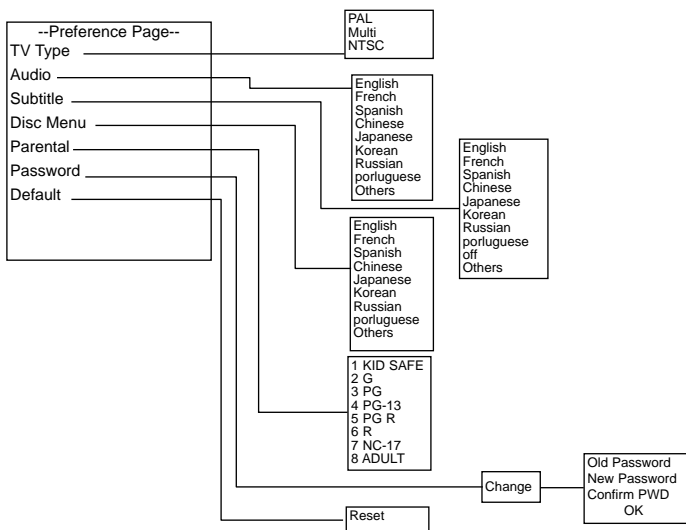 --Preference Page--
TV Type
Audio
Subtitle
Disc Menu
Parental
Password
Default
PAL
Multi
NTSC
English
French
Spanish
Chinese
Japanese
Korean
Russian
porluguese
Others
English
French
Spanish
Chinese
Japanese
Korean
Russian
porluguese
off
Others
English
French
Spanish
Chinese
Japanese
Korean
Russian
porluguese
Others
1 KID SAFE
2 G
3 PG
4 PG-13
5 PG R
6 R
7 NC-17
8 ADULT
Change
Old Password
New Password
Confirm PWD
OK
Reset